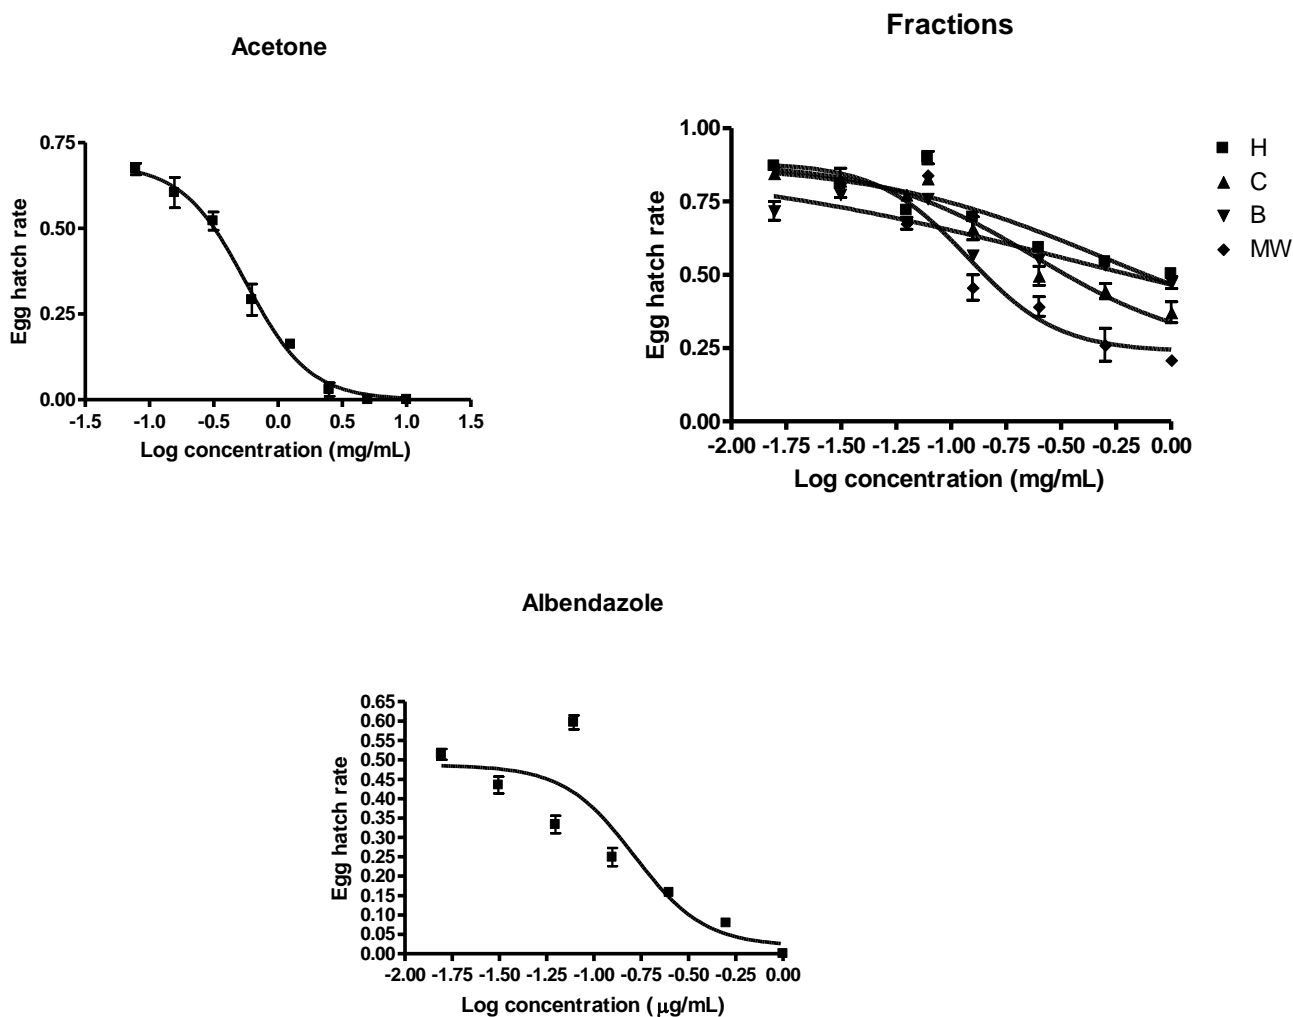 Acetone
Egg hatch rate
0.75
0.50
0.25
0.00
-1.5 -1.0 -0.5 0.0 0.5 1.0 1.5
Log concentration (mg/mL)
Fractions
Egg hatch rate
1.00
0.75
0.50
0.25
0.00
-2.00 -1.75 -1.50 -1.25 -1.00 -0.75 -0.50 -0.25 0.00
Log concentration (mg/mL)
H
C
B
MW
Albendazole
Egg hatch rate
0.65
0.60
0.55
0.50
0.45
0.40
0.35
0.30
0.25
0.20
0.15
0.10
0.05
0.00
-2.00 -1.75 -1.50 -1.25 -1.00 -0.75 -0.50 -0.25 0.00
Log concentration (μg/mL)